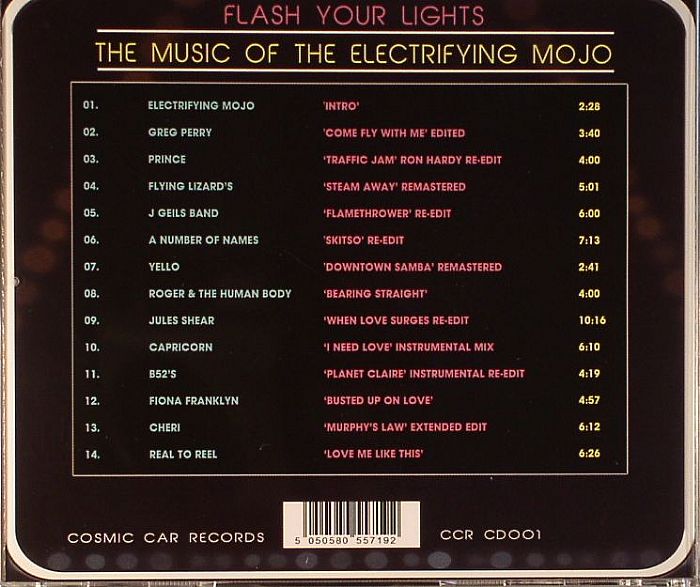 FLASH YOUR LIGHTS
THE MUSIC OF THE ELECTRIFYING MOJO
01. ELECTRIFYING MOJO 'INTRO' 2:28
02. GREG PERRY 'COME FLY WITH ME' EDITED 3:40
03. PRINCE 'TRAFFIC JAM' RON HARDY RE-EDIT 4:00
04. FLYING LIZARD'S 'STEAM AWAY' REMASTERED 5:01
05. J GEILS BAND 'FLAMETHROWER' RE-EDIT 6:00
06. A NUMBER OF NAMES 'SKITSO' RE-EDIT 7:13
07. YELLO 'DOWNTOWN SAMBA' REMASTERED 2:41
08. ROGER & THE HUMAN BODY 'BEARING STRAIGHT' 4:00
09. JULES SHEAR 'WHEN LOVE SURGES RE-EDIT 10:16
10. CAPRICORN 'I NEED LOVE' INSTRUMENTAL MIX 6:10
11. B52'S 'PLANET CLAIRE' INSTRUMENTAL RE-EDIT 4:19
12. FIONA FRANKLYN 'BUSTED UP ON LOVE' 4:57
13. CHERI 'MURPHY'S LAW' EXTENDED EDIT 6:12
14. REAL TO REEL 'LOVE ME LIKE THIS' 6:26
COSMIC CAR RECORDS 5 050580 557192 CCR CD001